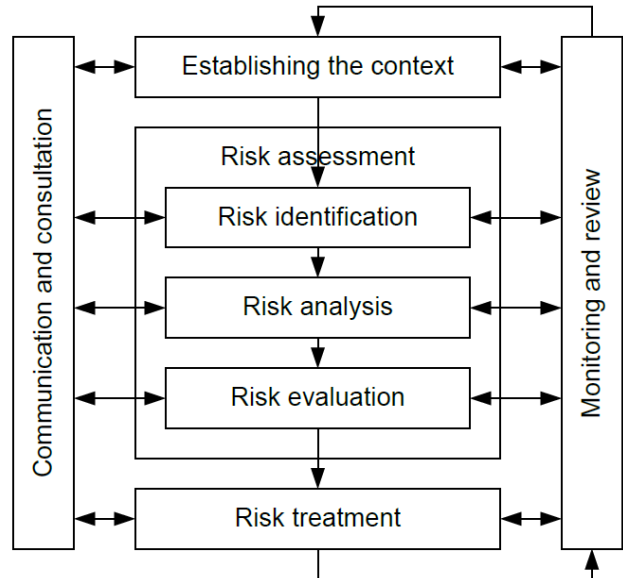 Establishing the context
Risk assessment
Risk identification
Risk analysis
Risk evaluation
Risk treatment
Communication and consultation
Monitoring and review